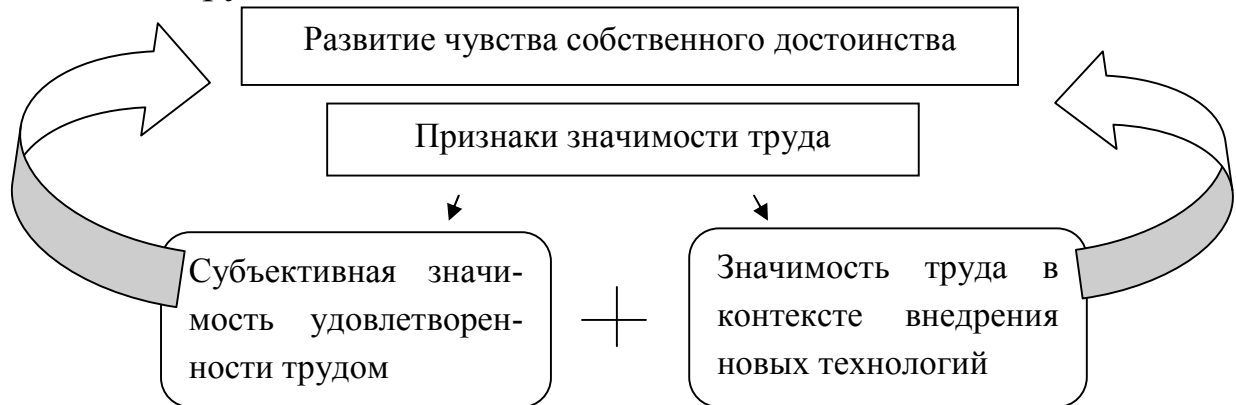 Развитие чувства собственного достоинства
Признаки значимости труда
Субъективная значи-
мость удовлетворен-
ности трудом
Значимость труда в
контексте внедрения
новых технологий